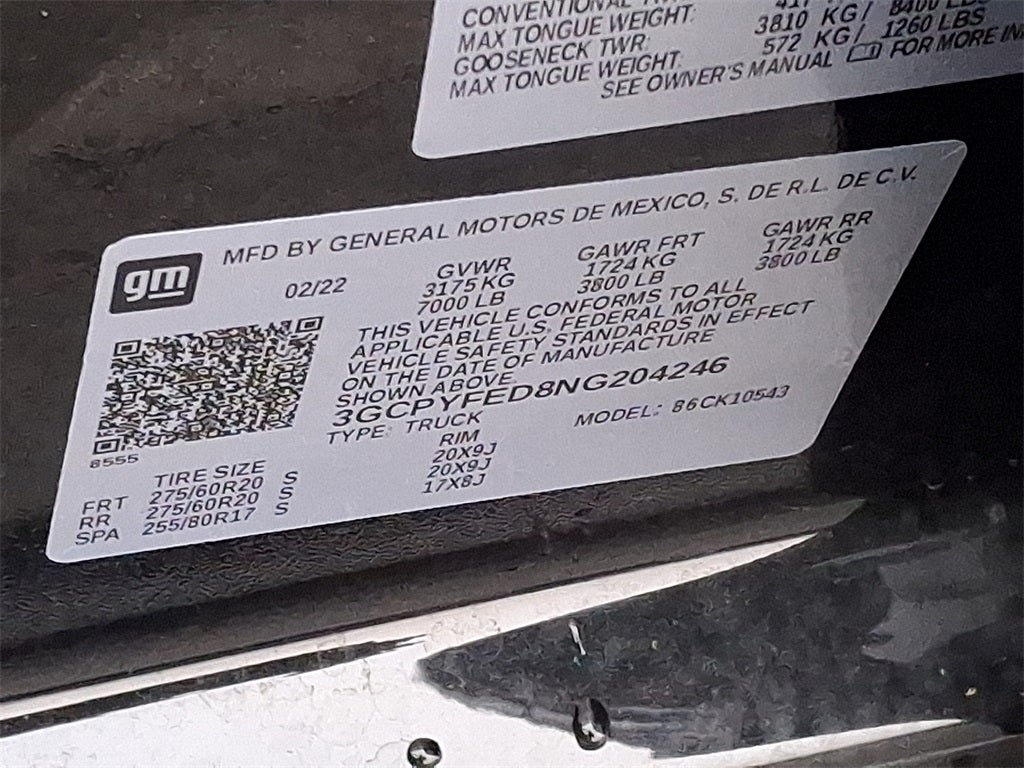 CONVENTIONAL
MAX TONGUE WEIGHT:
GOOSENECK TWR: 3810 KG/ 8400 LBS
MAX TONGUE WEIGHT: 572 KG/ 1260 LBS
SEE OWNER'S MANUAL FOR MORE
gm
MFD BY GENERAL MOTORS DE MEXICO, S. DE R.L. DE C.V.
02/22 GVWR GAWR FRT GAWR RR
3175 KG 1724 KG 1724 KG
7000 LB 3800 LB 3800 LB
THIS VEHICLE CONFORMS TO ALL
APPLICABLE U.S. FEDERAL MOTOR
VEHICLE SAFETY STANDARDS IN EFFECT
ON THE DATE OF MANUFACTURE
SHOWN ABOVE.
3GCPYFED8NG204246
TYPE: TRUCK MODEL: 86CK10543
8555
TIRE SIZE RIM
FRT 275/60R20 S 20X9J
RR 275/60R20 S 20X9J
SPA 255/80R17 S 17X8J